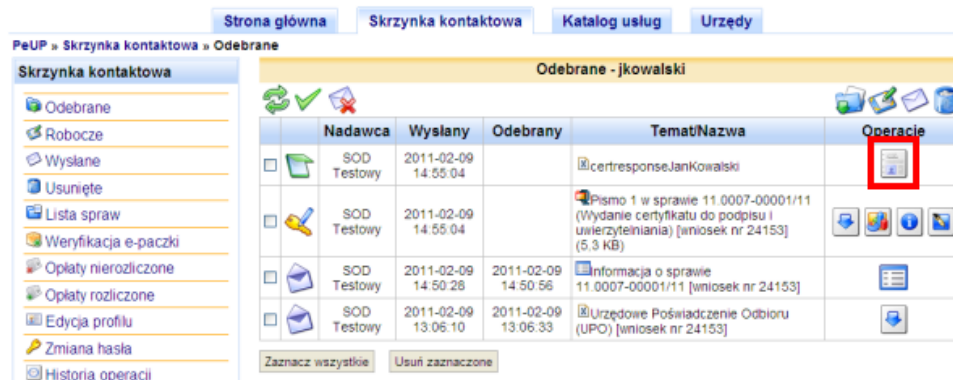 Strona główna Skrzynka kontaktowa Katalog usług Urzędy
PeUP » Skrzynka kontaktowa » Odebrane
Skrzynka kontaktowa
Odebrane
Robocze
Wysłane
Usunięte
Lista spraw
Weryfikacja e-paczki
Opłaty nierozliczone
Opłaty rozliczone
Edycja profilu
Zmiana hasła
Historia operacji
Odebrane - jkowalski
Nadawca Wysłany Odebrany Temat/Nazwa Operacje
SOD Testowy 2011-02-09 14:55:04 certresponseJanKowalski
SOD Testowy 2011-02-09 14:55:04 Pismo 1 w sprawie 11.0007-00001/11
(Wydanie certyfikatu do podpisu i
uwierzytelniania) [wniosek nr 24153]
(5,3 KB)
SOD Testowy 2011-02-09 14:50:28 2011-02-09 14:50:56 Informacja o sprawie
11.0007-00001/11 [wniosek nr 24153]
SOD Testowy 2011-02-09 13:06:10 2011-02-09 13:06:33 Urzędowe Poświadczenie Odbioru
(UPO) [wniosek nr 24153]
Zaznacz wszystkie Usuń zaznaczone